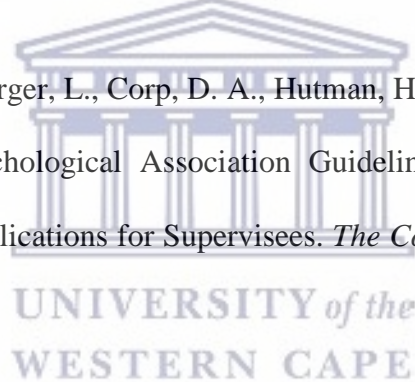 rger, L., Corp, D. A., Hutman, H
chological Association Guidelin
lications for Supervisees. The Co
UNIVERSITY of the
WESTERN CAPE